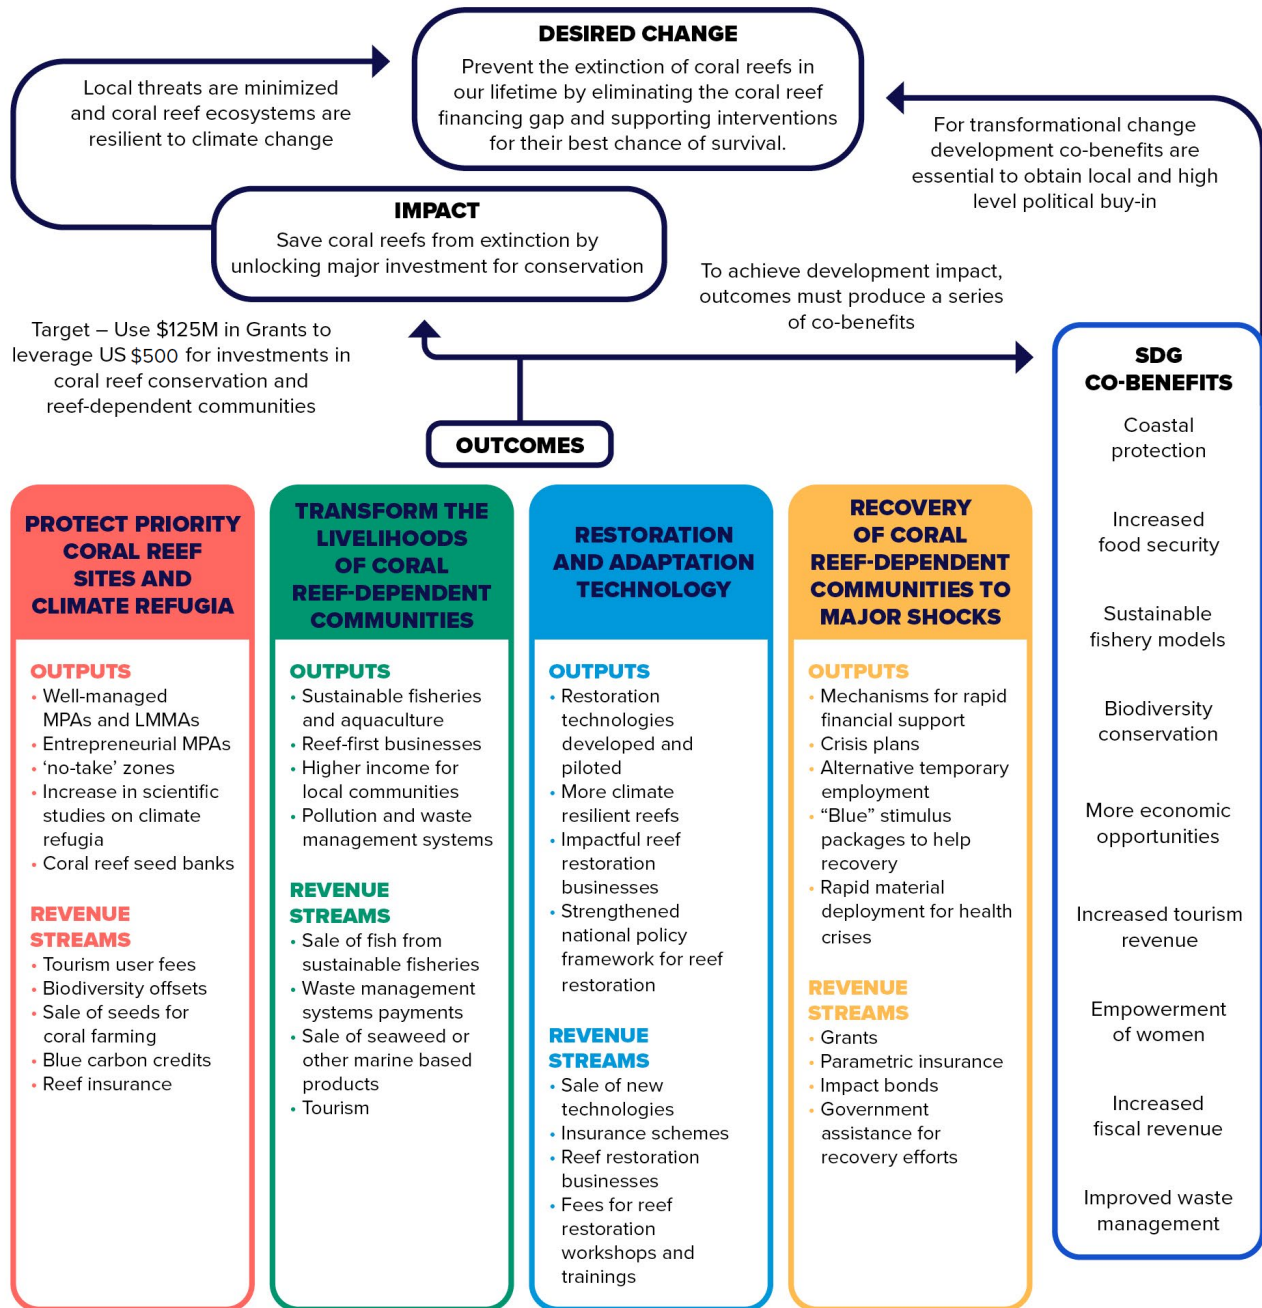 DESIRED CHANGE
Prevent the extinction of coral reefs in
our lifetime by eliminating the coral reef
financing gap and supporting interventions
for their best chance of survival.
Local threats are minimized
and coral reef ecosystems are
resilient to climate change
For transformational change
development co-benefits are
essential to obtain local and high
level political buy-in
IMPACT
Save coral reefs from extinction by
unlocking major investment for conservation
To achieve development impact,
outcomes must produce a series
of co-benefits
Target – Use $125M in Grants to
leverage US $500 for investments in
coral reef conservation and
reef-dependent communities
OUTCOMES
PROTECT PRIORITY
CORAL REEF
SITES AND
CLIMATE REFUGIA
OUTPUTS
• Well-managed
MPAs and LMMAs
• Entrepreneurial MPAs
• ‘no-take’ zones
• Increase in scientific
studies on climate
refugia
• Coral reef seed banks
REVENUE
STREAMS
• Tourism user fees
• Biodiversity offsets
• Sale of seeds for
coral farming
• Blue carbon credits
• Reef insurance
TRANSFORM THE
LIVELIHOODS
OF CORAL
REEF-DEPENDENT
COMMUNITIES
OUTPUTS
• Sustainable fisheries
and aquaculture
• Reef-first businesses
• Higher income for
local communities
• Pollution and waste
management systems
REVENUE
STREAMS
• Sale of fish from
sustainable fisheries
• Waste management
systems payments
• Sale of seaweed or
other marine based
products
• Tourism
RESTORATION
AND ADAPTATION
TECHNOLOGY
OUTPUTS
• Restoration
technologies
developed and
piloted
• More climate
resilient reefs
• Impactful reef
restoration
businesses
• Strengthened
national policy
framework for reef
restoration
REVENUE
STREAMS
• Sale of new
technologies
• Insurance schemes
• Reef restoration
businesses
• Fees for reef
restoration
workshops and
trainings
RECOVERY
OF CORAL
REEF-DEPENDENT
COMMUNITIES TO
MAJOR SHOCKS
OUTPUTS
• Mechanisms for rapid
financial support
• Crisis plans
• Alternative temporary
employment
• “Blue” stimulus
packages to help
recovery
• Rapid material
deployment for health
crises
REVENUE
STREAMS
• Grants
• Parametric insurance
• Impact bonds
• Government
assistance for
recovery efforts
SDG
CO-BENEFITS
Coastal
protection
Increased
food security
Sustainable
fishery models
Biodiversity
conservation
More economic
opportunities
Increased tourism
revenue
Empowerment
of women
Increased
fiscal revenue
Improved waste
management